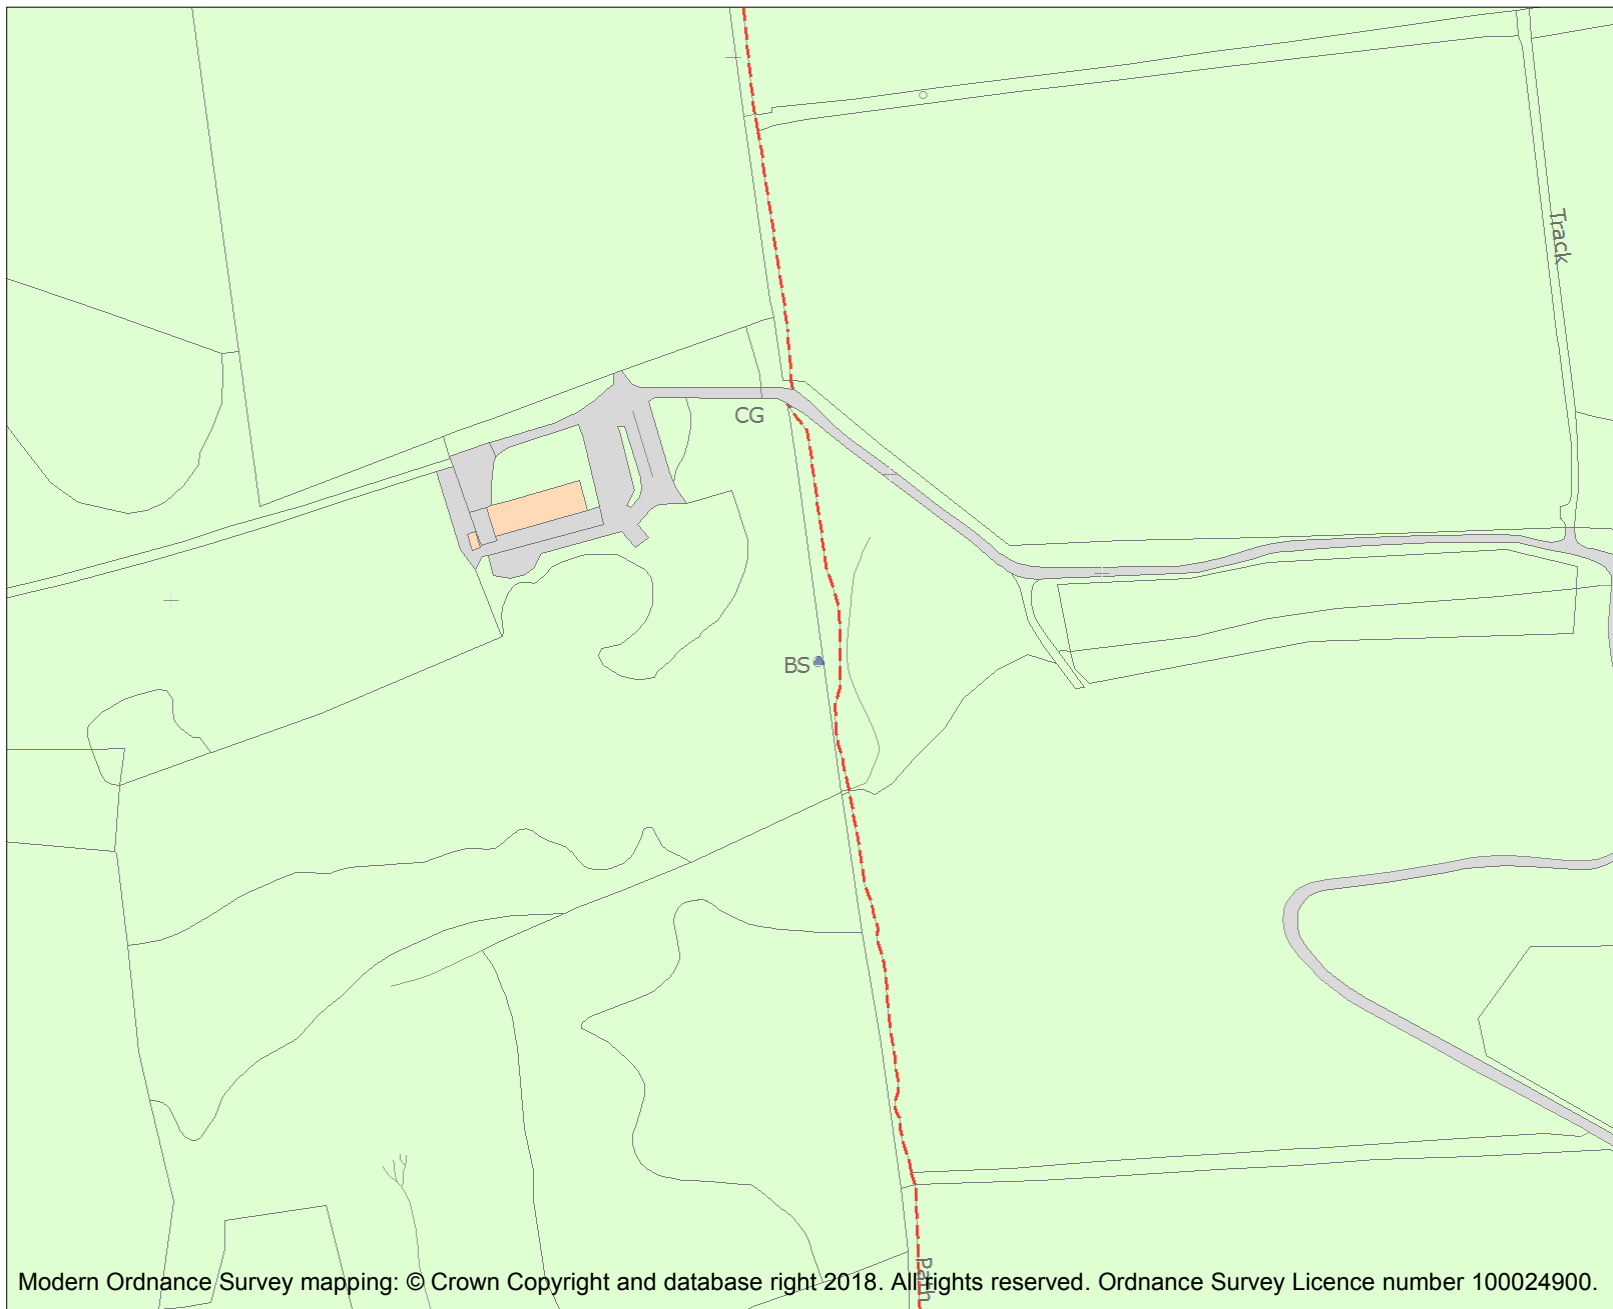 Track
CG
BS
Path
Modern Ordnance Survey mapping: © Crown Copyright and database right 2018. All rights reserved. Ordnance Survey Licence number 100024900.